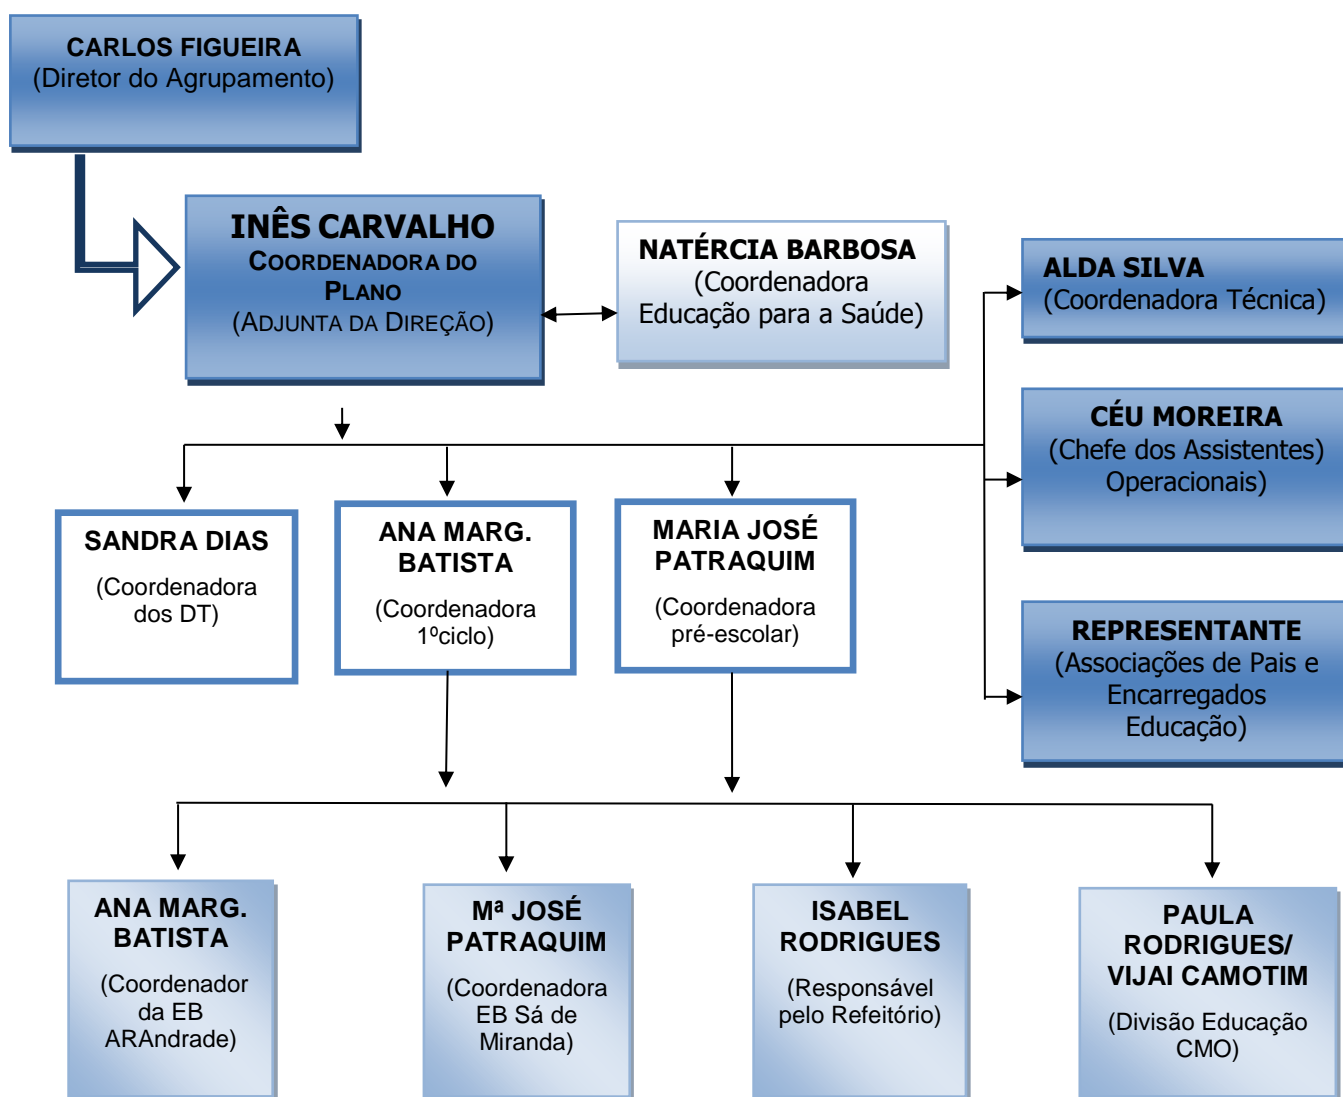 CARLOS FIGUEIRA
(Diretor do Agrupamento)
INÊS CARVALHO
COORDENADORA DO
PLANO
(ADJUNTA DA DIREÇÃO)
NATÉRCIA BARBOSA
(Coordenadora
Educação para a Saúde)
ALDA SILVA
(Coordenadora Técnica)
CÉU MOREIRA
(Chefe dos Assistentes)
Operacionais)
REPRESENTANTE
(Associações de Pais e
Encarregados
Educação)
SANDRA DIAS
(Coordenadora
dos DT)
ANA MARG.
BATISTA
(Coordenadora
1ºciclo)
MARIA JOSÉ
PATRAQUIM
(Coordenadora
pré-escolar)
ANA MARG.
BATISTA
(Coordenador
da EB
ARAndrade)
Mª JOSÉ
PATRAQUIM
(Coordenadora
EB Sá de
Miranda)
ISABEL
RODRIGUES
(Responsável
pelo Refeitório)
PAULA
RODRIGUES/
VIJAI CAMOTIM
(Divisão Educação
CMO)